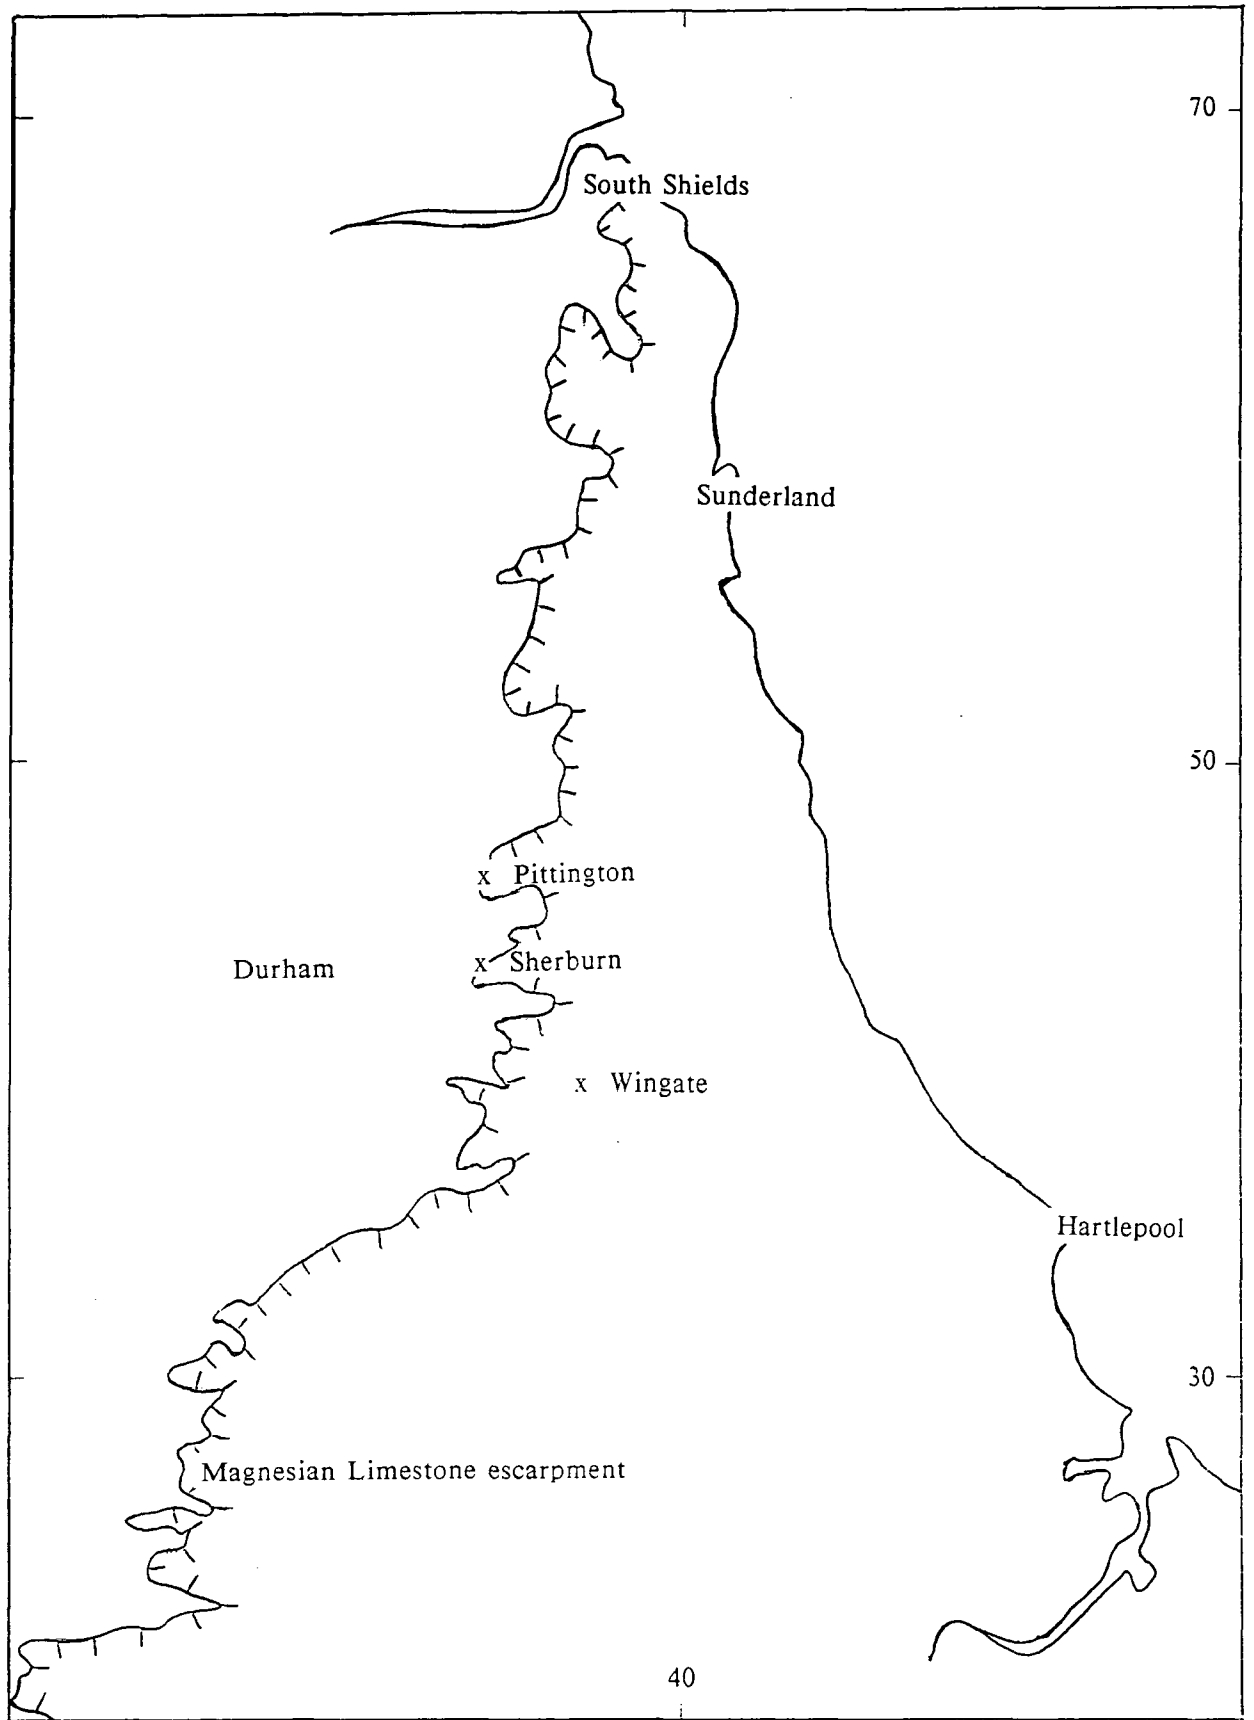 70
South Shields
Sunderland
50
x Pittington
x Sherburn
Durham
x Wingate
Hartlepool
30
Magnesian Limestone escarpment
40